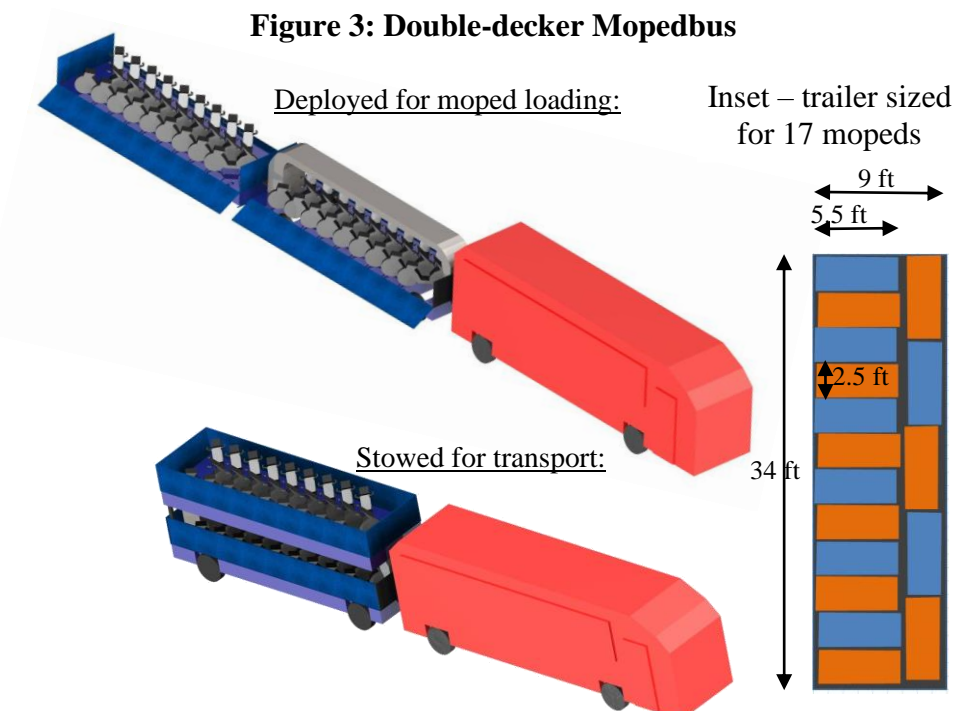 Figure 3: Double-decker Mopedbus
Deployed for moped loading:
Inset – trailer sized
for 17 mopeds
9 ft
5.5 ft
2.5 ft
34 ft
Stowed for transport: